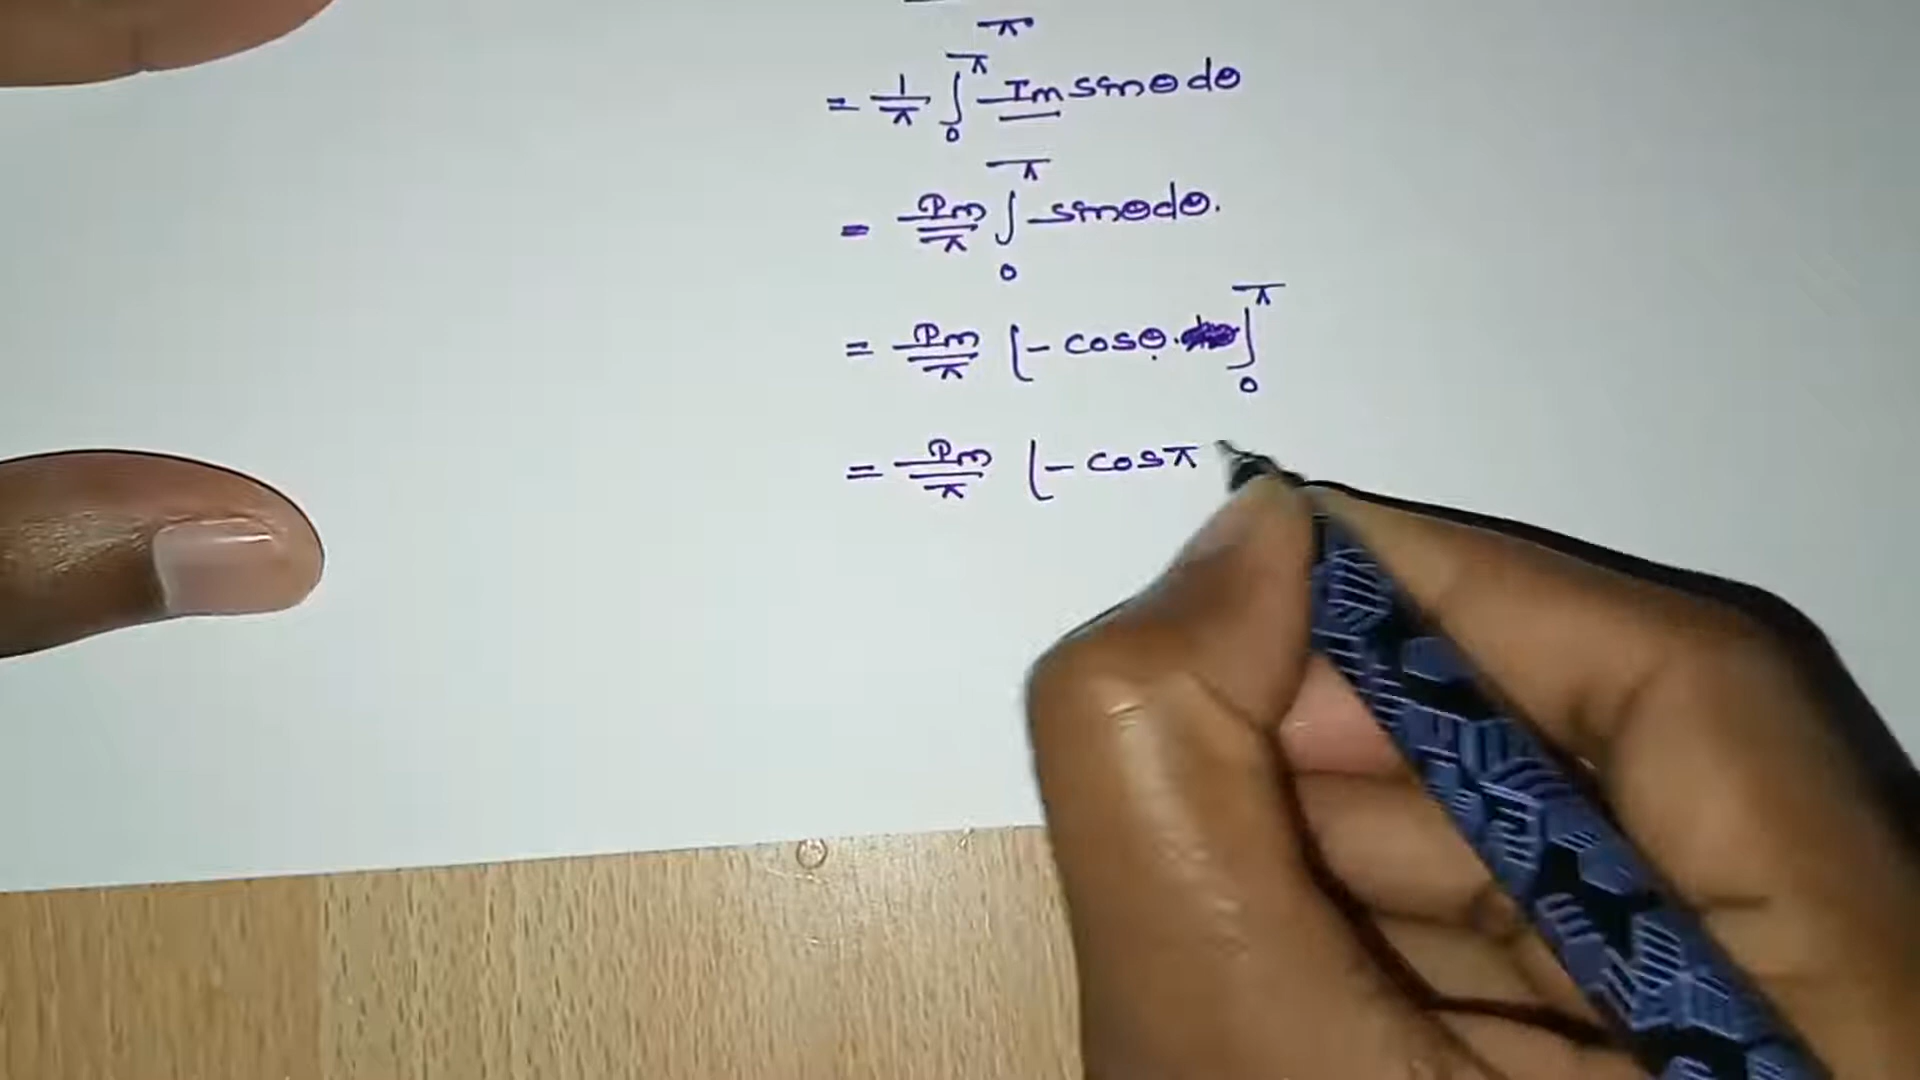 π
= 1/π ∫₀^π Im sinθ dθ
= Im/π ∫₀^π sinθ dθ.
= Im/π [- cosθ. ]₀^π
= Im/π [- cosπ